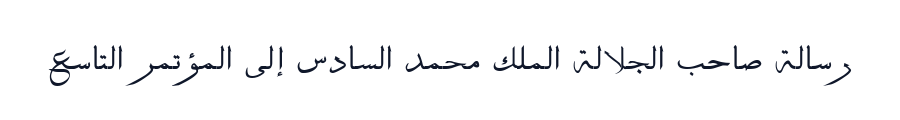 رسالة صاحب الجلالة الملك محمد السادس إلى المؤتمر التاسع